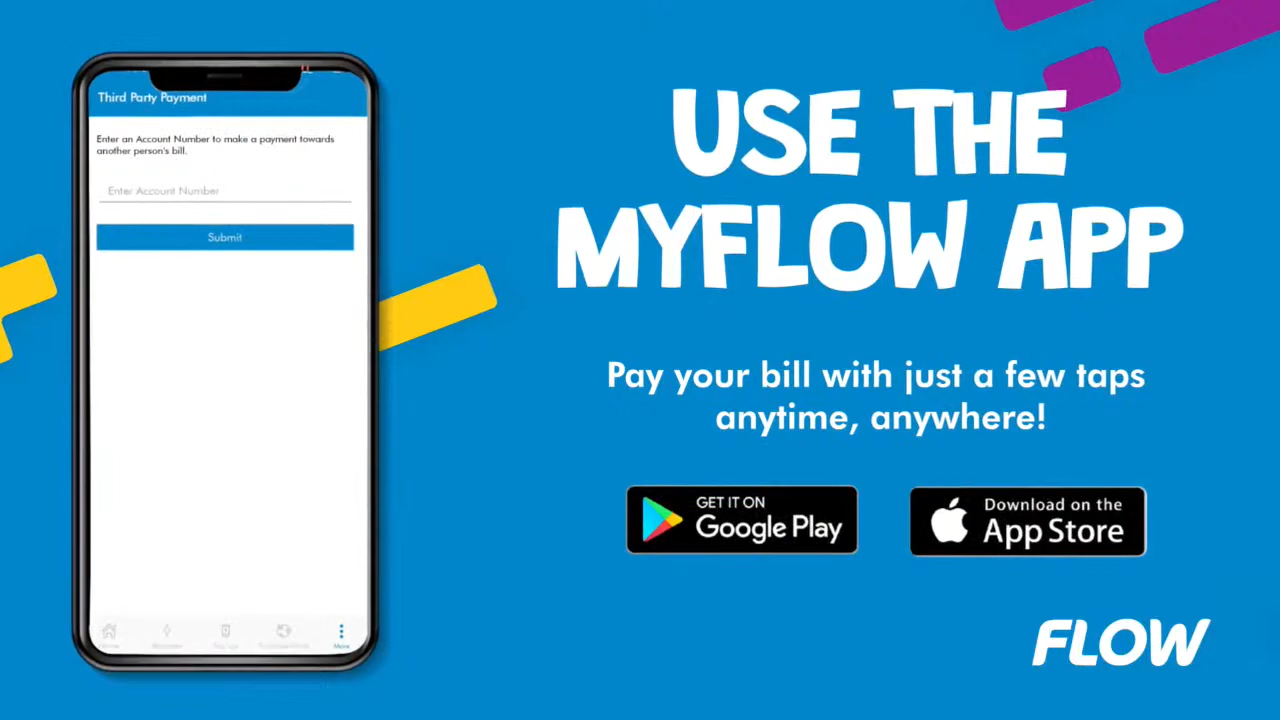 Third Party Payment
Enter an Account Number to make a payment towards
another person's bill.
Enter Account Number
Submit
Home
More
USE THE
MYFLOW APP
Pay your bill with just a few taps
anytime, anywhere!
GET IT ON
Google Play
Download on the
App Store
FLOW